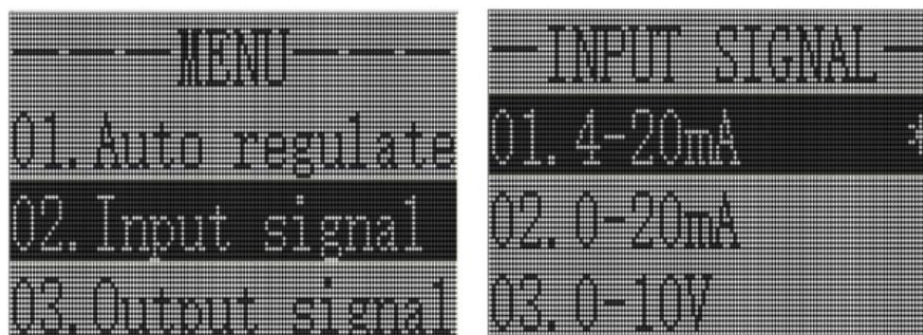 — — — —MENU— — — —
01. Auto regulate
02. Input signal
03. Output signal
—INPUT SIGNAL—
01. 4-20mA *
02. 0-20mA
03. 0-10V